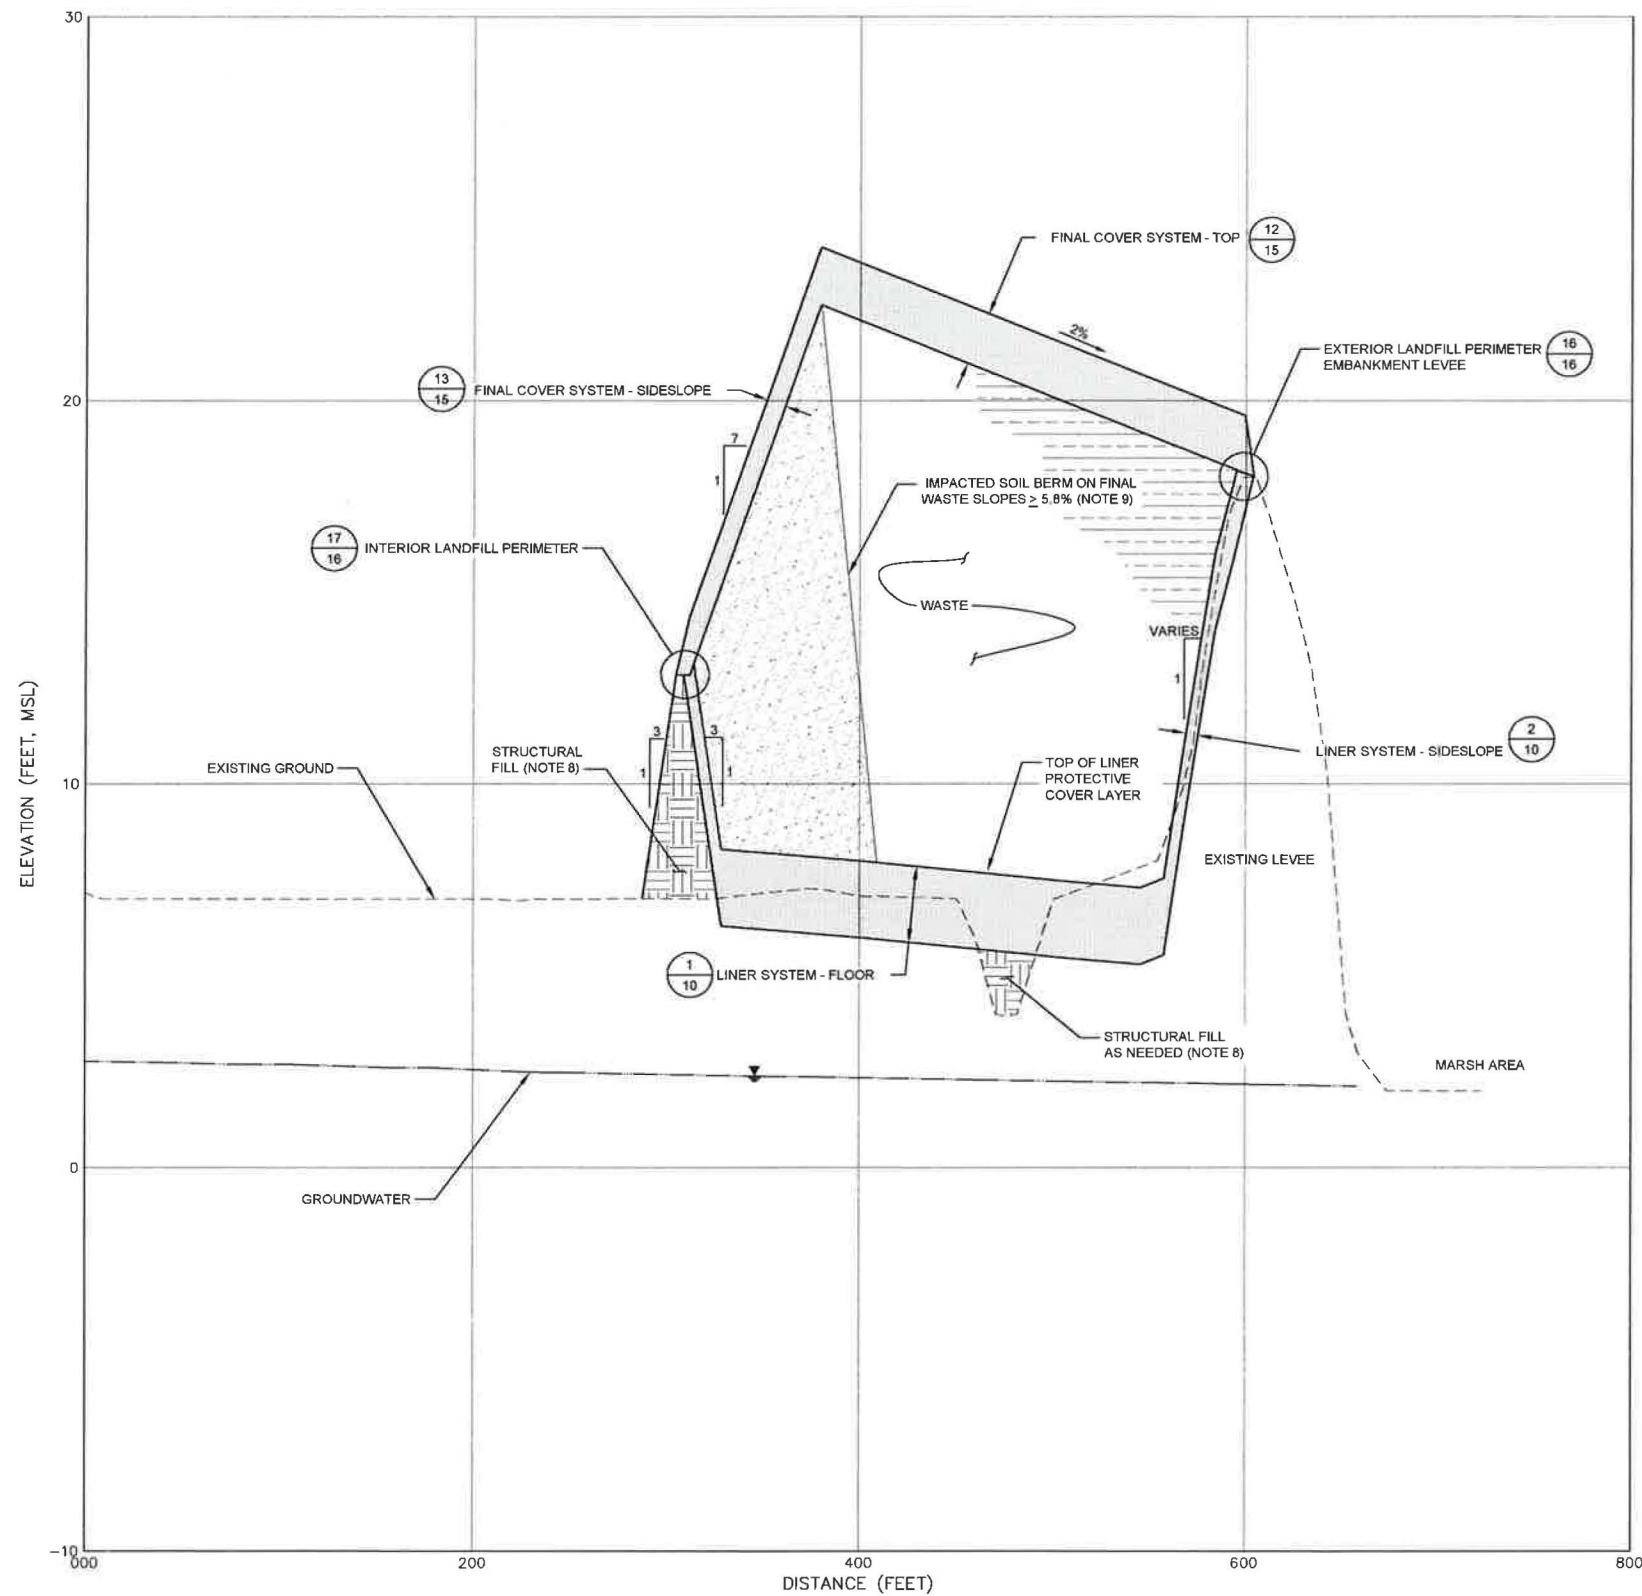 30
FINAL COVER SYSTEM - TOP
12
15
2%
EXTERIOR LANDFILL PERIMETER
EMBANKMENT LEVEE
16
16
13
15
FINAL COVER SYSTEM - SIDESLOPE
20
7
1
IMPACTED SOIL BERM ON FINAL
WASTE SLOPES ≥ 5.8% (NOTE 9)
17
16
INTERIOR LANDFILL PERIMETER
WASTE
VARIES
1
ELEVATION (FEET, MSL)
3
1
3
1
STRUCTURAL
FILL (NOTE 8)
EXISTING GROUND
TOP OF LINER
PROTECTIVE
COVER LAYER
LINER SYSTEM - SIDESLOPE
2
10
10
EXISTING LEVEE
1
10
LINER SYSTEM - FLOOR
STRUCTURAL FILL
AS NEEDED (NOTE 8)
MARSH AREA
0
GROUNDWATER
-10
000
200
400
600
800
DISTANCE (FEET)